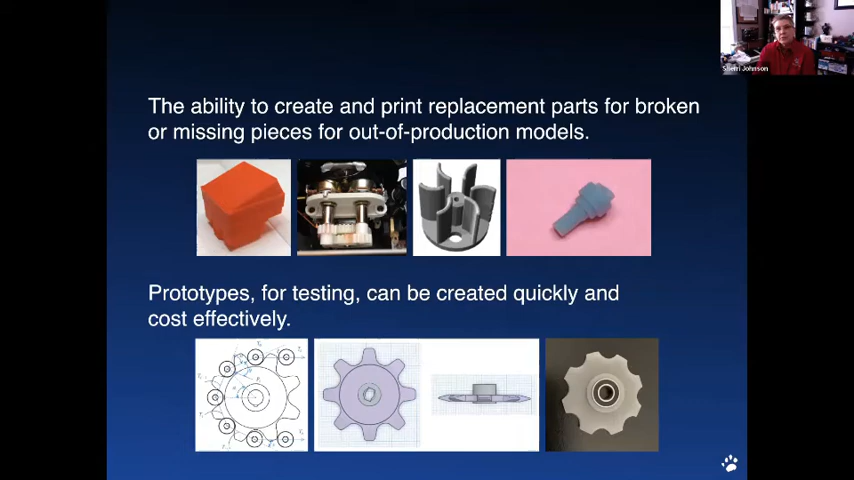 Sherri Johnson
The ability to create and print replacement parts for broken
or missing pieces for out-of-production models.
Prototypes, for testing, can be created quickly and
cost effectively.